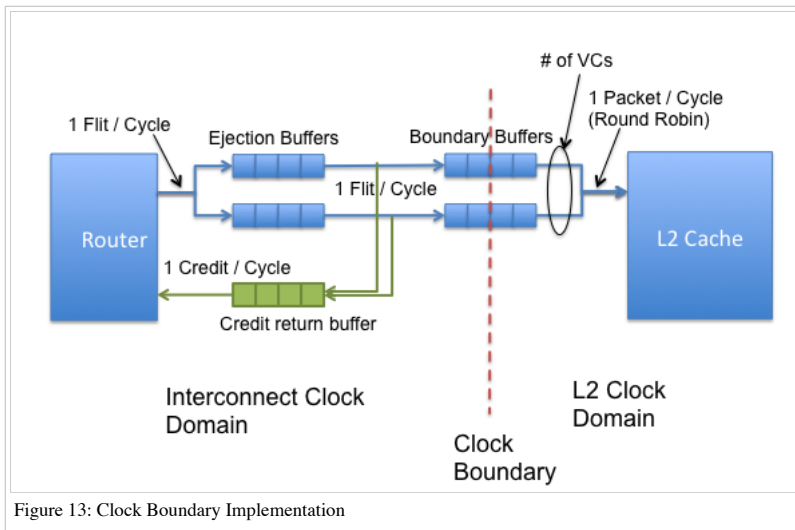 # of VCs
1 Packet / Cycle
(Round Robin)
1 Flit / Cycle
Ejection Buffers
Boundary Buffers
1 Flit / Cycle
Router
L2 Cache
1 Credit / Cycle
Credit return buffer
Interconnect Clock
Domain
L2 Clock
Domain
Clock
Boundary
Figure 13: Clock Boundary Implementation